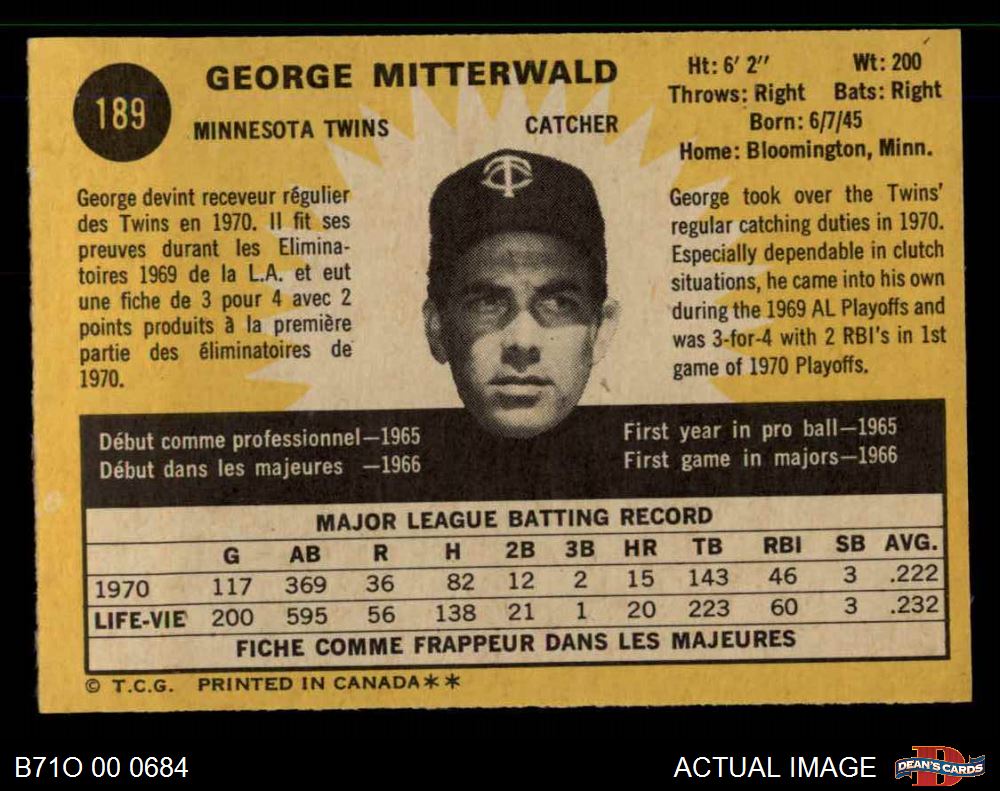 189
GEORGE MITTERWALD
MINNESOTA TWINS CATCHER
Ht: 6' 2" Wt: 200
Throws: Right Bats: Right
Born: 6/7/45
Home: Bloomington, Minn.
George devint receveur régulier
des Twins en 1970. Il fit ses
preuves durant les Elimina-
toires 1969 de la L.A. et eut
une fiche de 3 pour 4 avec 2
points produits à la première
partie des éliminatoires de
1970.
George took over the Twins'
regular catching duties in 1970.
Especially dependable in clutch
situations, he came into his own
during the 1969 AL Playoffs and
was 3-for-4 with 2 RBI's in 1st
game of 1970 Playoffs.
Début comme professionnel—1965
Début dans les majeures —1966
First year in pro ball—1965
First game in majors—1966
MAJOR LEAGUE BATTING RECORD
G AB R H 2B 3B HR TB RBI SB AVG.
1970 117 369 36 82 12 2 15 143 46 3 .222
LIFE-VIE 200 595 56 138 21 1 20 223 60 3 .232
FICHE COMME FRAPPEUR DANS LES MAJEURES
© T.C.G. PRINTED IN CANADA**
B71O 00 0684
ACTUAL IMAGE
DEAN'S CARDS